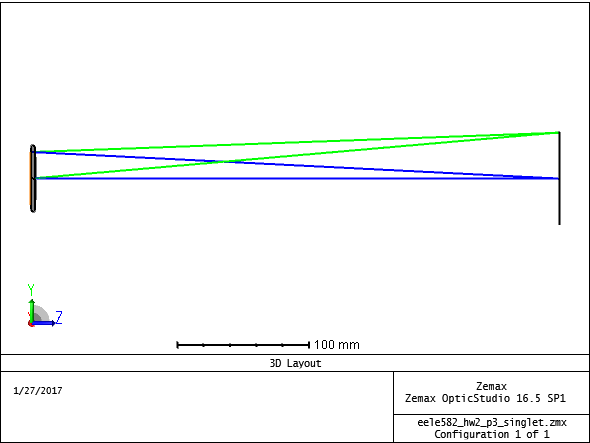 Y
Z
100 mm
3D Layout
1/27/2017
Zemax
Zemax OpticStudio 16.5 SP1
eele582_hw2_p3_singlet.zmx
Configuration 1 of 1